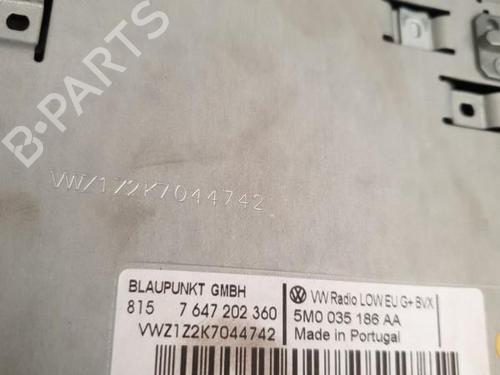 B-PARTS
VWZ1Z2K7044742
BLAUPUNKT GMBH
815 7 647 202 360
VWZ1Z2K7044742
VW Radio LOW EU G+ BVX
5M0 035 186 AA
Made in Portugal